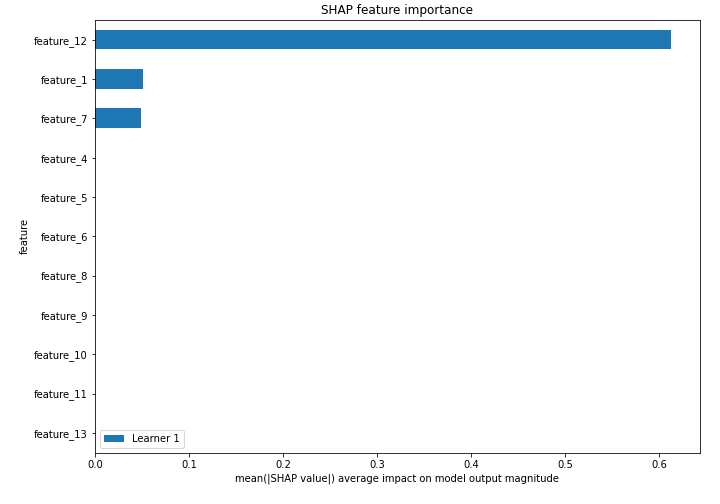 SHAP feature importance
feature_12
feature_1
feature_7
feature_4
feature_5
feature_6
feature_8
feature_9
feature_10
feature_11
feature_13
feature
Learner 1
0.0 0.1 0.2 0.3 0.4 0.5 0.6
mean(|SHAP value|) average impact on model output magnitude